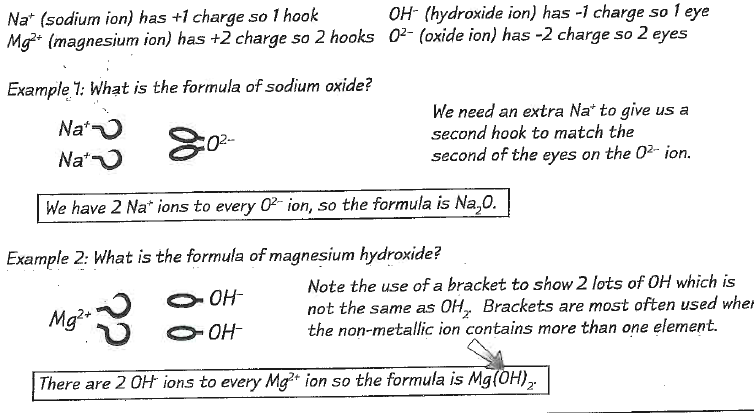 Na⁺ (sodium ion) has +1 charge so 1 hook
OH⁻ (hydroxide ion) has -1 charge so 1 eye
Mg²⁺ (magnesium ion) has +2 charge so 2 hooks
O²⁻ (oxide ion) has -2 charge so 2 eyes
Example 1: What is the formula of sodium oxide?
Na⁺
Na⁺
O²⁻
We need an extra Na⁺ to give us a
second hook to match the
second of the eyes on the O²⁻ ion.
We have 2 Na⁺ ions to every O²⁻ ion, so the formula is Na₂O.
Example 2: What is the formula of magnesium hydroxide?
Mg²⁺
OH⁻
OH⁻
Note the use of a bracket to show 2 lots of OH which is
not the same as OH₂. Brackets are most often used wher
the non-metallic ion contains more than one element.
There are 2 OH⁻ ions to every Mg²⁺ ion so the formula is Mg(OH)₂.